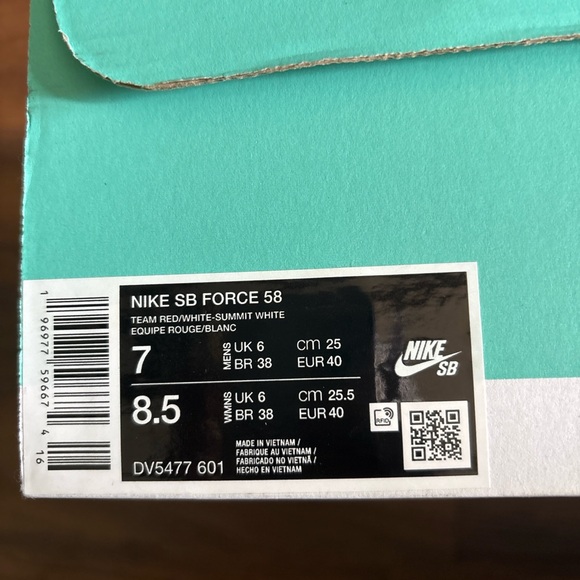 NIKE SB FORCE 58
TEAM RED/WHITE-SUMMIT WHITE
EQUIPE ROUGE/BLANC
7 MENS UK 6 CM 25
BR 38 EUR 40
8.5 WMNS UK 6 CM 25.5
BR 38 EUR 40
NIKE
SB
RFID
MADE IN VIETNAM /
FABRIQUE AU VIETNAM /
FABRICADO NO VIETNÃ /
HECHO EN VIETNAM
DV5477 601
1 96977 59667 4 16